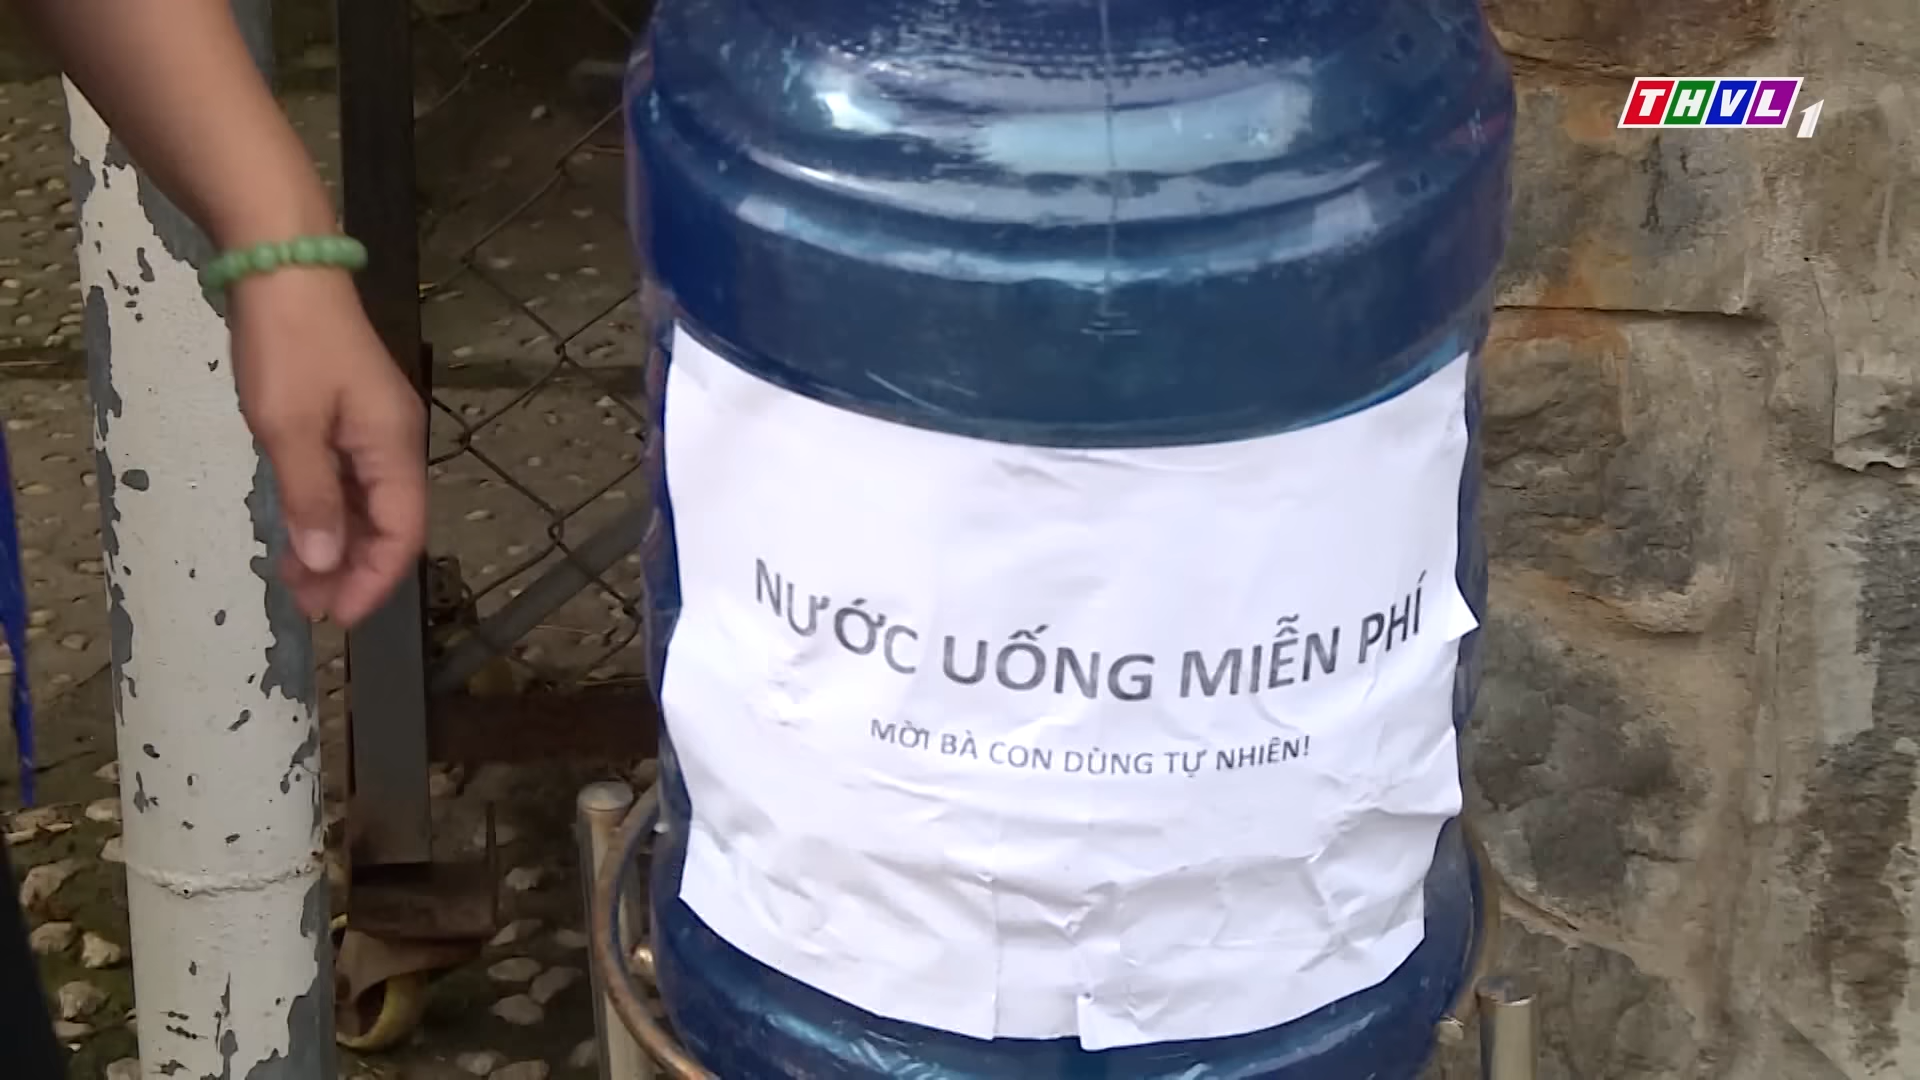 THVL1
NƯỚC UỐNG MIỄN PHÍ
MỜI BÀ CON DÙNG TỰ NHIÊN!